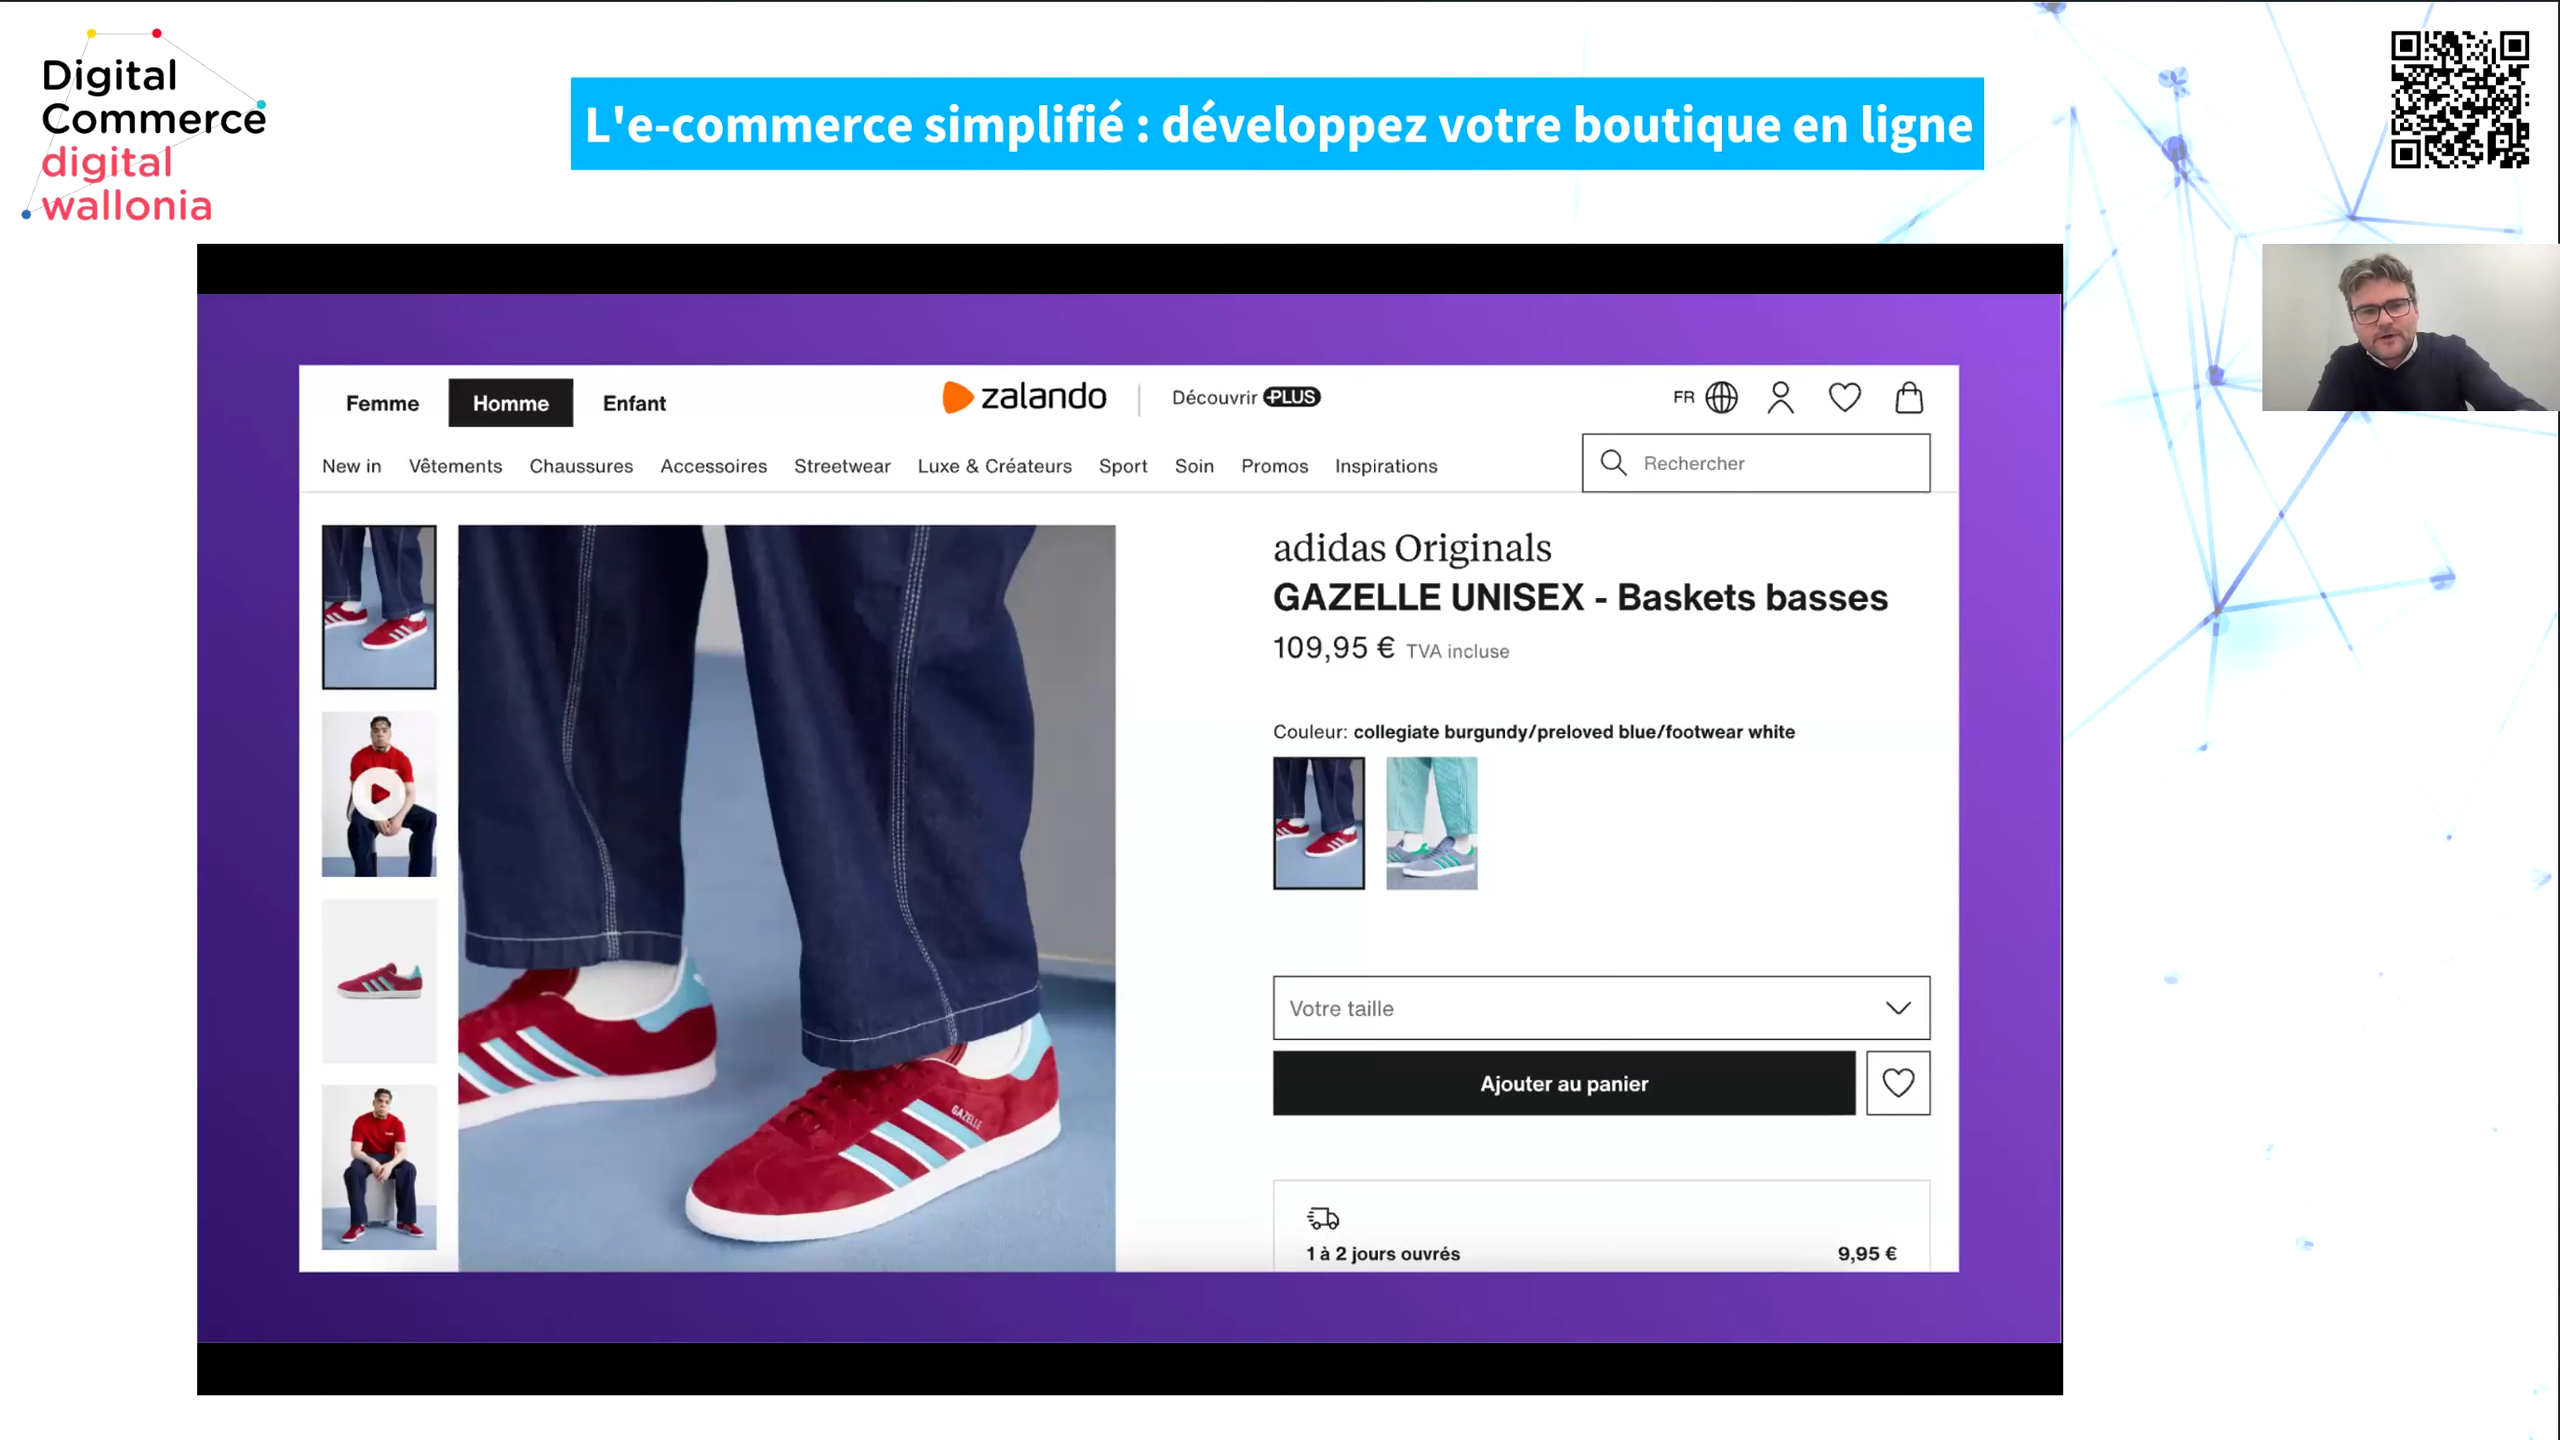 Digital
Commerce
digital
wallonia
L'e-commerce simplifié : développez votre boutique en ligne
Femme Homme Enfant zalando Découvrir PLUS FR
New in Vêtements Chaussures Accessoires Streetwear Luxe & Créateurs Sport Soin Promos Inspirations Rechercher
adidas Originals
GAZELLE UNISEX - Baskets basses
109,95 € TVA incluse
Couleur: collegiate burgundy/preloved blue/footwear white
Votre taille
Ajouter au panier
GAZELLE
1 à 2 jours ouvrés 9,95 €